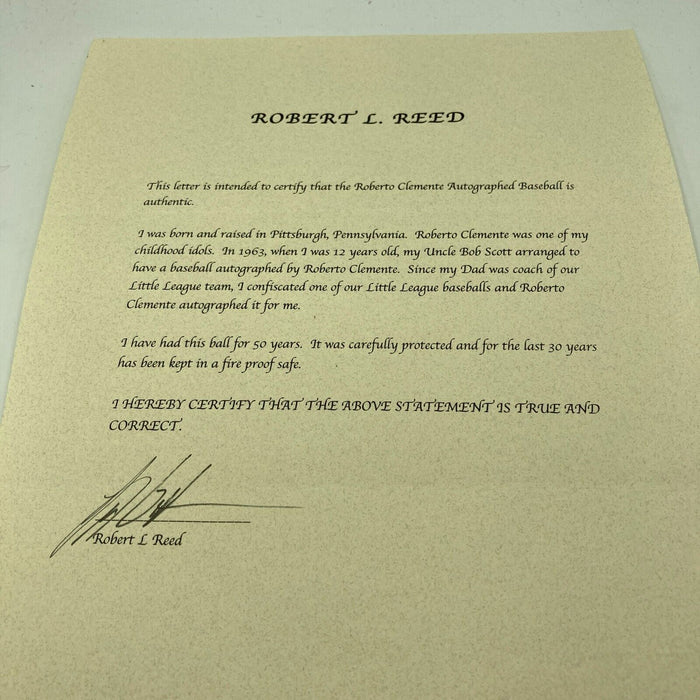 ROBERT L. REED
This letter is intended to certify that the Roberto Clemente Autographed Baseball is
authentic.
I was born and raised in Pittsburgh, Pennsylvania. Roberto Clemente was one of my
childhood idols. In 1963, when I was 12 years old, my Uncle Bob Scott arranged to
have a baseball autographed by Roberto Clemente. Since my Dad was coach of our
Little League team, I confiscated one of our Little League baseballs and Roberto
Clemente autographed it for me.
I have had this ball for 50 years. It was carefully protected and for the last 30 years
has been kept in a fire proof safe.
I HEREBY CERTIFY THAT THE ABOVE STATEMENT IS TRUE AND
CORRECT.
Robert L Reed